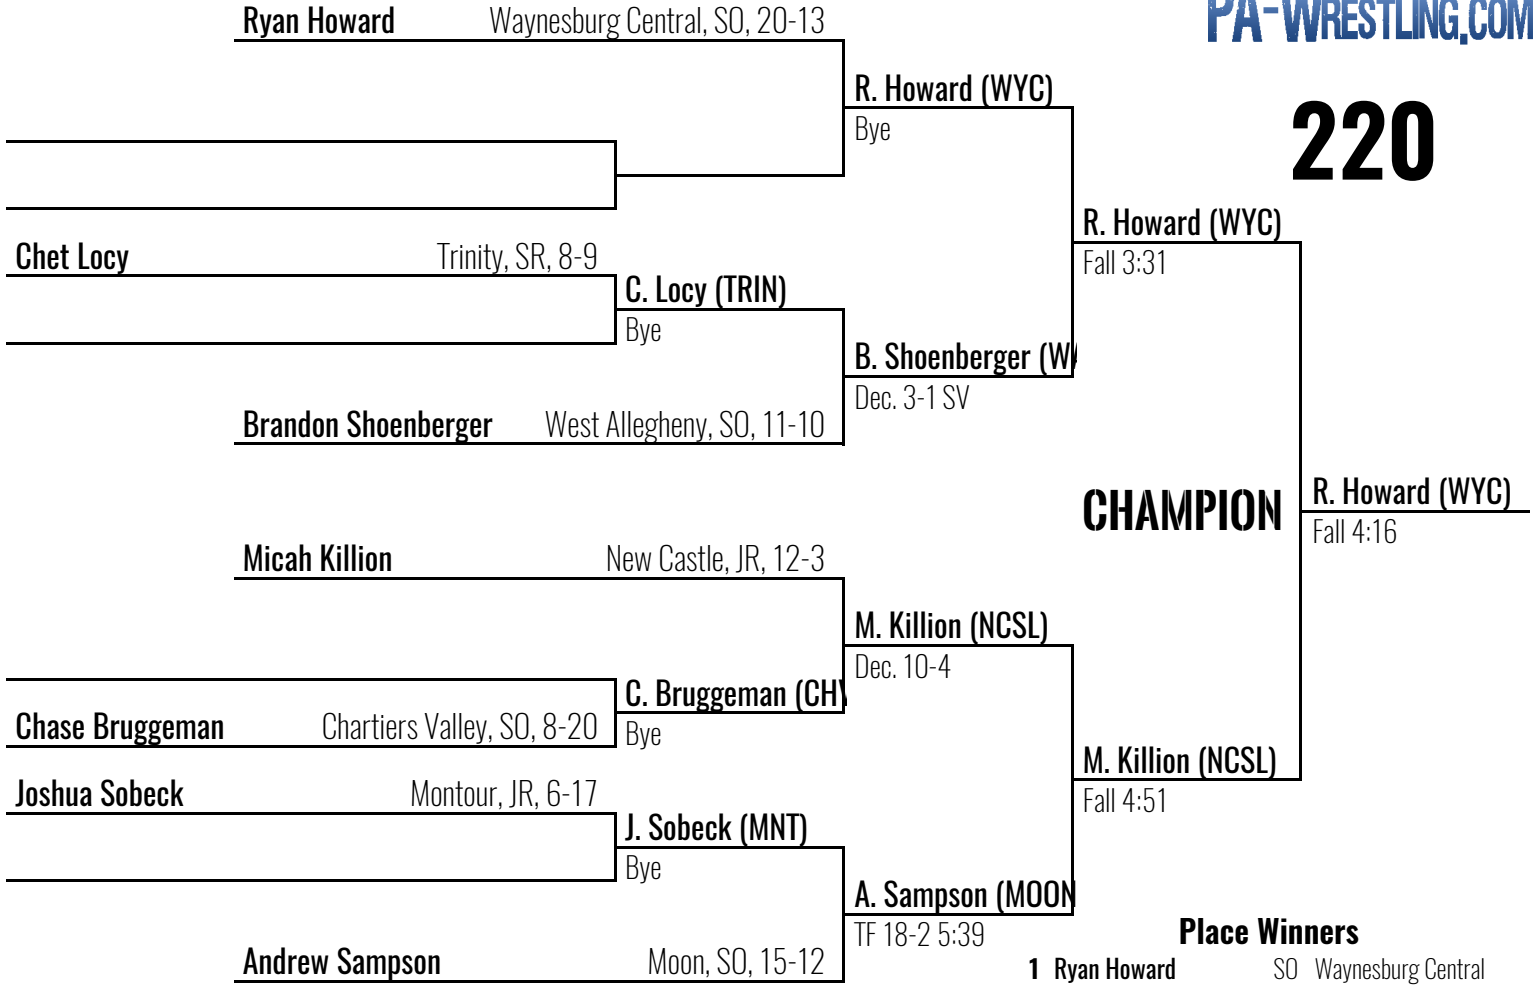 Ryan Howard Waynesburg Central, SO, 20-13
PA-WRESTLING.COM
R. Howard (WYC)
Bye
220
R. Howard (WYC)
Fall 3:31
Chet Locy Trinity, SR, 8-9
C. Locy (TRIN)
Bye
B. Shoenberger (WA
Dec. 3-1 SV
Brandon Shoenberger West Allegheny, SO, 11-10
CHAMPION
R. Howard (WYC)
Fall 4:16
Micah Killion New Castle, JR, 12-3
M. Killion (NCSL)
Dec. 10-4
C. Bruggeman (CHV
Bye
Chase Bruggeman Chartiers Valley, SO, 8-20
M. Killion (NCSL)
Fall 4:51
Joshua Sobeck Montour, JR, 6-17
J. Sobeck (MNT)
Bye
A. Sampson (MOON
TF 18-2 5:39
Andrew Sampson Moon, SO, 15-12
Place Winners
1 Ryan Howard SO Waynesburg Central